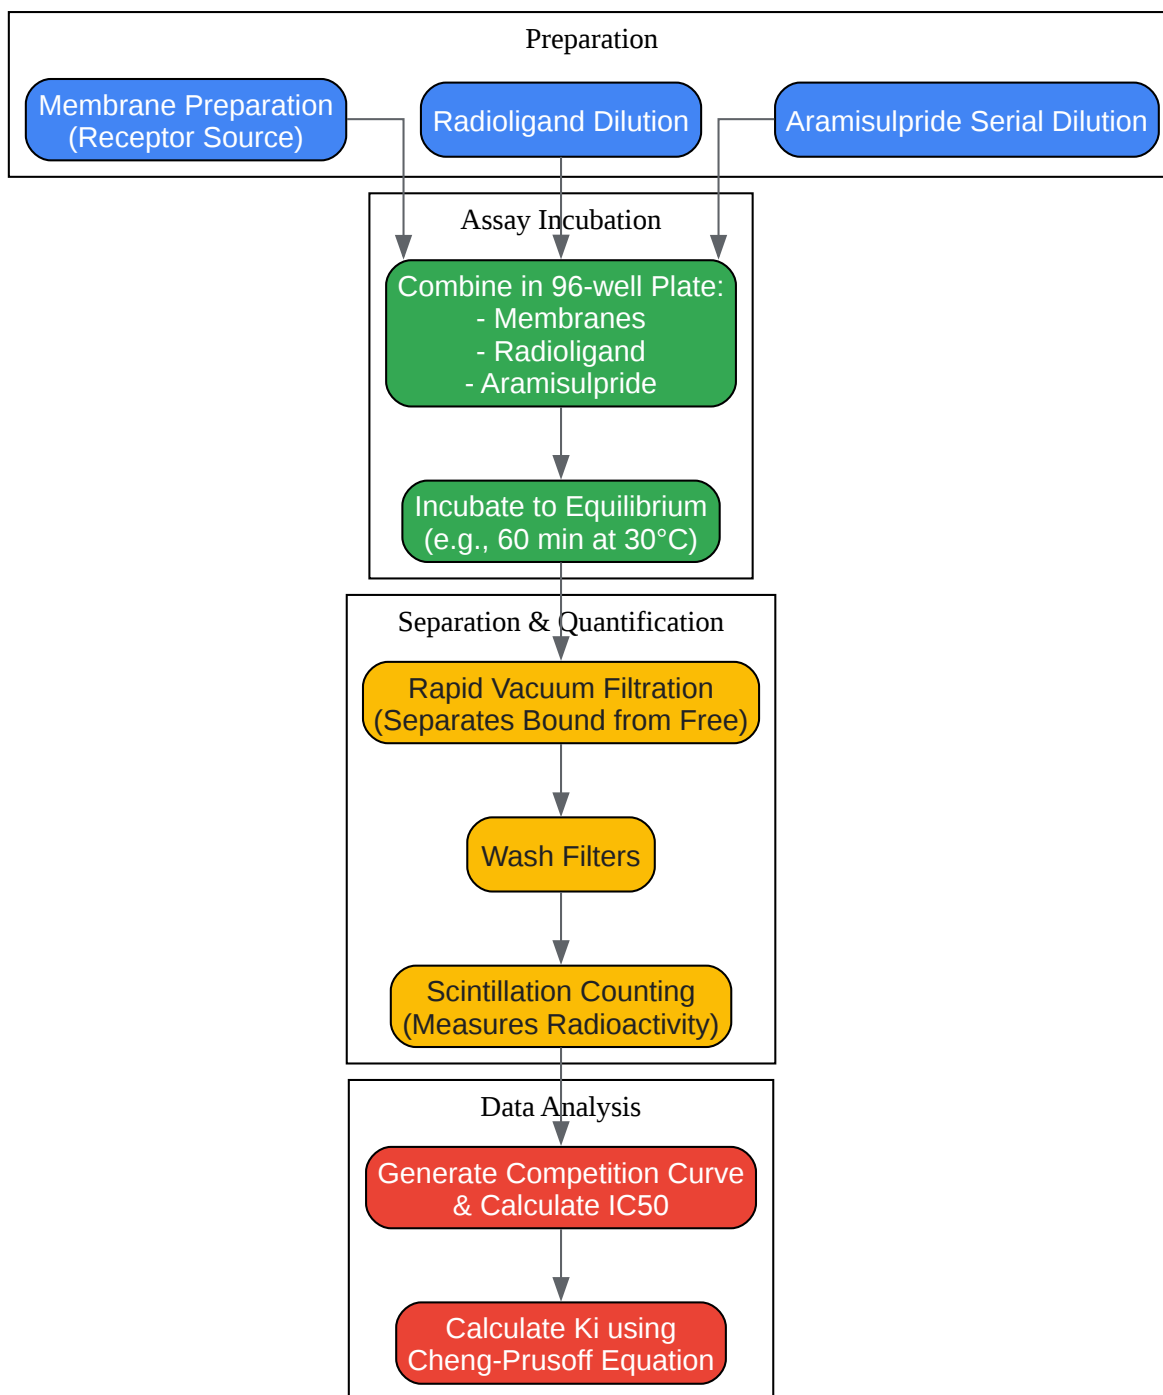 Preparation
Membrane Preparation
(Receptor Source)
Radioligand Dilution
Aramisulpride Serial Dilution
Assay Incubation
Combine in 96-well Plate:
- Membranes
- Radioligand
- Aramisulpride
Incubate to Equilibrium
(e.g., 60 min at 30°C)
Separation & Quantification
Rapid Vacuum Filtration
(Separates Bound from Free)
Wash Filters
Scintillation Counting
(Measures Radioactivity)
Data Analysis
Generate Competition Curve
& Calculate IC50
Calculate Ki using
Cheng-Prusoff Equation